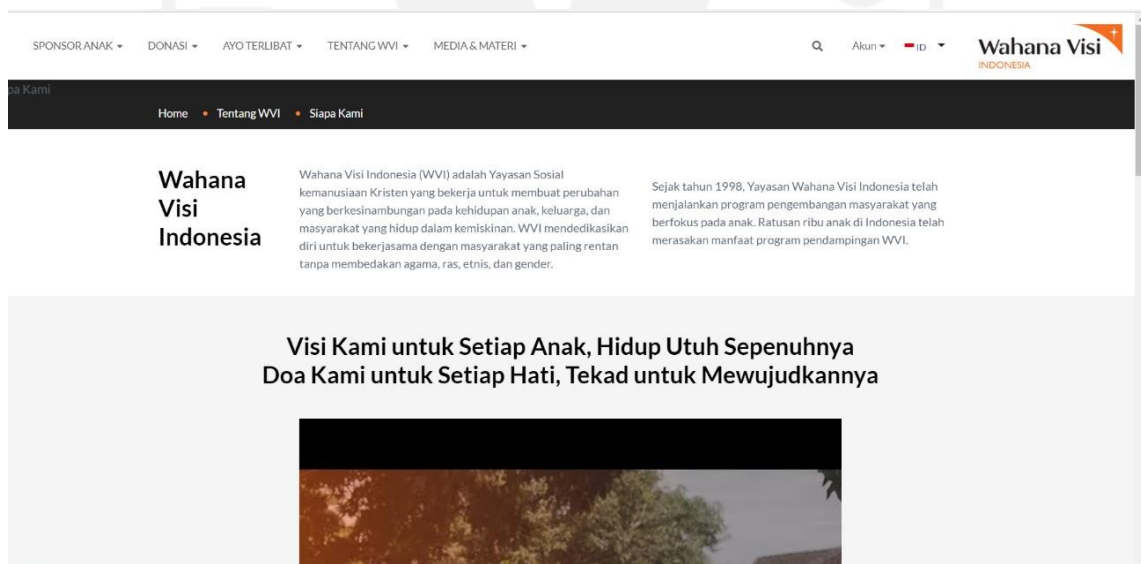 SPONSOR ANAK
DONASI
AYO TERLIBAT
TENTANG WVI
MEDIA & MATERI
Akun
ID
Wahana Visi
INDONESIA
pa Kami
Home • Tentang WVI • Siapa Kami
Wahana
Visi
Indonesia
Wahana Visi Indonesia (WVI) adalah Yayasan Sosial
kemanusiaan Kristen yang bekerja untuk membuat perubahan
yang berkesinambungan pada kehidupan anak, keluarga, dan
masyarakat yang hidup dalam kemiskinan. WVI mendedikasikan
diri untuk bekerjasama dengan masyarakat yang paling rentan
tanpa membedakan agama, ras, etnis, dan gender.
Sejak tahun 1998, Yayasan Wahana Visi Indonesia telah
menjalankan program pengembangan masyarakat yang
berfokus pada anak. Ratusan ribu anak di Indonesia telah
merasakan manfaat program pendampingan WVI.
Visi Kami untuk Setiap Anak, Hidup Utuh Sepenuhnya
Doa Kami untuk Setiap Hati, Tekad untuk Mewujudkannya